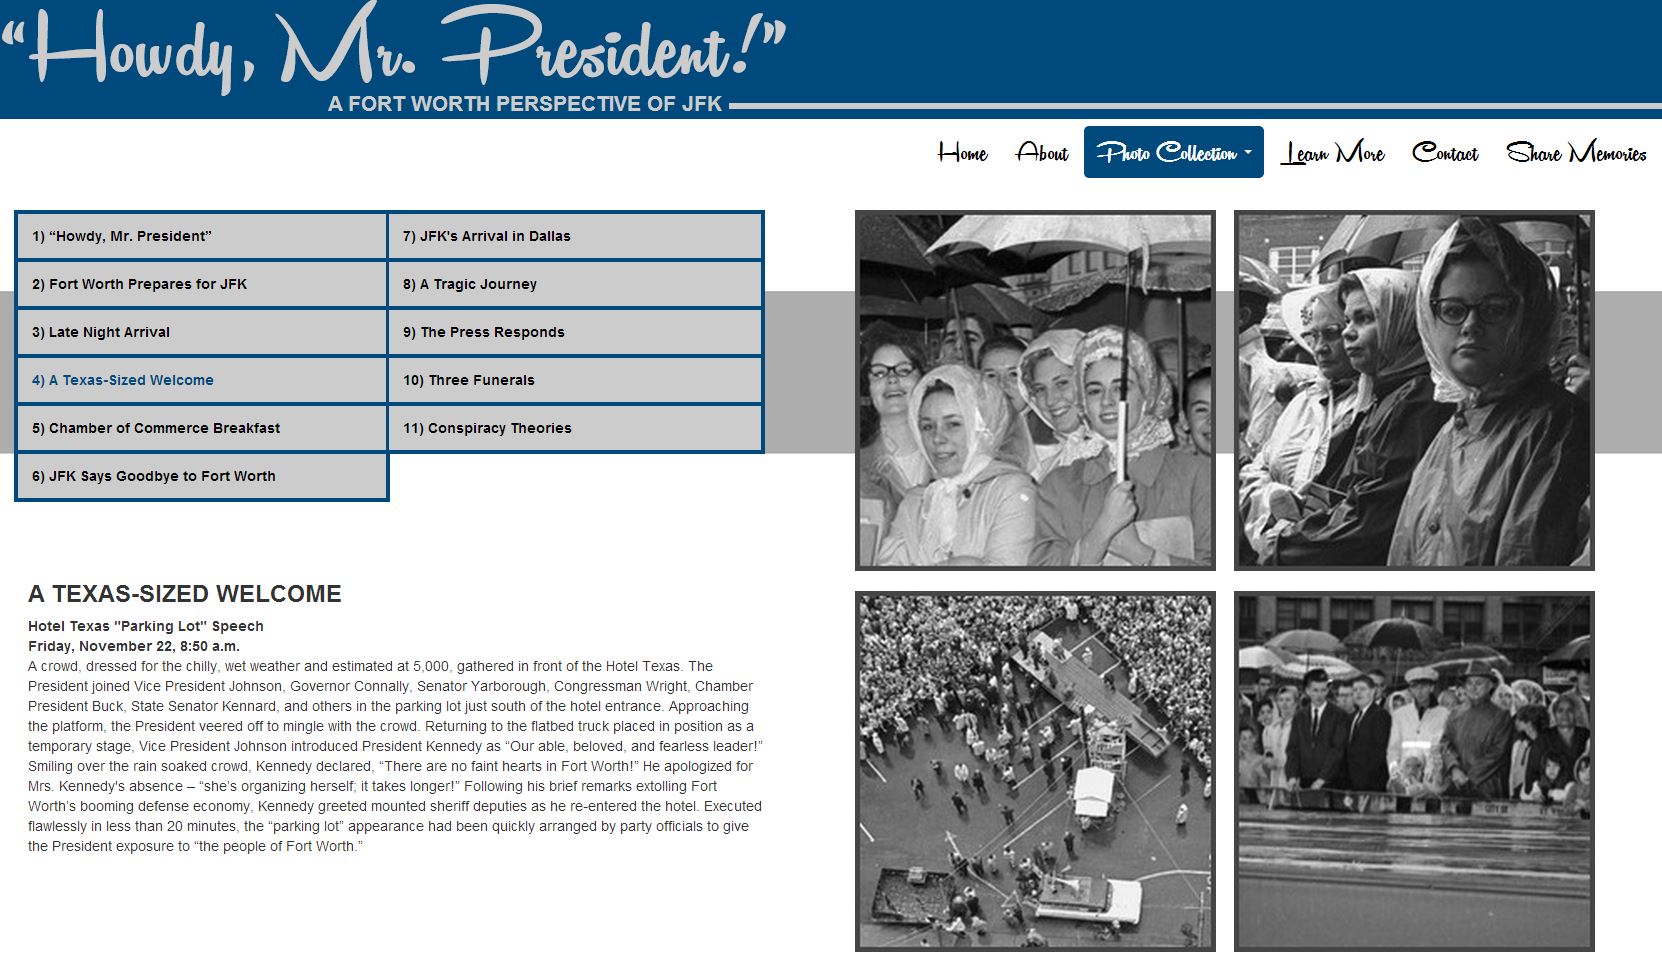 “Howdy, Mr. President!”
A FORT WORTH PERSPECTIVE OF JFK
Home About Photo Collection Learn More Contact Share Memories
1) “Howdy, Mr. President”
2) Fort Worth Prepares for JFK
3) Late Night Arrival
4) A Texas-Sized Welcome
5) Chamber of Commerce Breakfast
6) JFK Says Goodbye to Fort Worth
7) JFK's Arrival in Dallas
8) A Tragic Journey
9) The Press Responds
10) Three Funerals
11) Conspiracy Theories
A TEXAS-SIZED WELCOME
Hotel Texas "Parking Lot" Speech
Friday, November 22, 8:50 a.m.
A crowd, dressed for the chilly, wet weather and estimated at 5,000, gathered in front of the Hotel Texas. The
President joined Vice President Johnson, Governor Connally, Senator Yarborough, Congressman Wright, Chamber
President Buck, State Senator Kennard, and others in the parking lot just south of the hotel entrance. Approaching
the platform, the President veered off to mingle with the crowd. Returning to the flatbed truck placed in position as a
temporary stage, Vice President Johnson introduced President Kennedy as “Our able, beloved, and fearless leader!”
Smiling over the rain soaked crowd, Kennedy declared, “There are no faint hearts in Fort Worth!” He apologized for
Mrs. Kennedy's absence – “she’s organizing herself; it takes longer!” Following his brief remarks extolling Fort
Worth’s booming defense economy, Kennedy greeted mounted sheriff deputies as he re-entered the hotel. Executed
flawlessly in less than 20 minutes, the “parking lot” appearance had been quickly arranged by party officials to give
the President exposure to “the people of Fort Worth.”